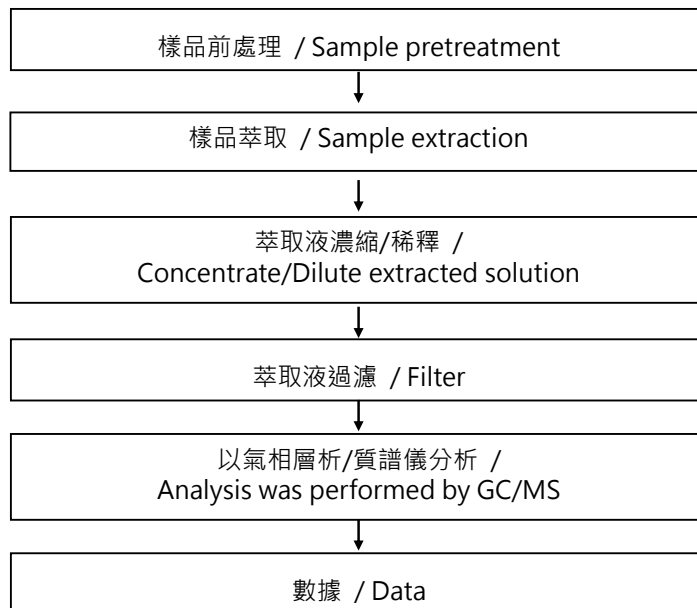 樣品前處理 / Sample pretreatment
樣品萃取 / Sample extraction
萃取液濃縮/稀釋 /
Concentrate/Dilute extracted solution
萃取液過濾 / Filter
以氣相層析/質譜儀分析 /
Analysis was performed by GC/MS
數據 / Data